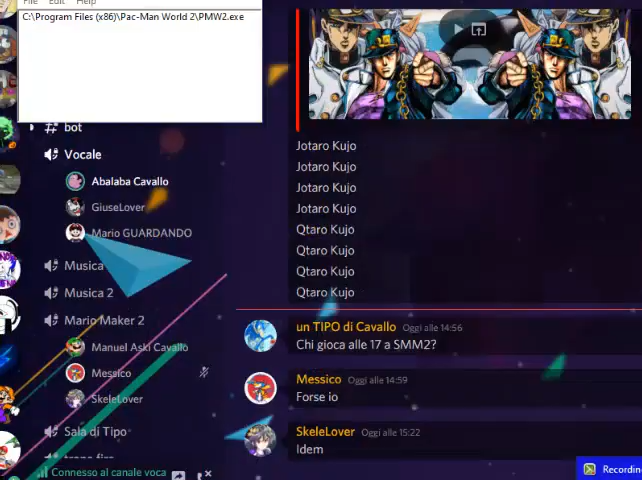 File Edit Help
C:\Program Files (x86)\Pac-Man World 2\PMW2.exe
bot
Vocale
Abalaba Cavallo
GiuseLover
Mario GUARDANDO
Musica
Musica 2
Mario Maker 2
Manuel Aski Cavallo
Messico
SkeleLover
Sala di Tipo
Connesso al canale voca
Jotaro Kujo
Jotaro Kujo
Jotaro Kujo
Jotaro Kujo
Qtaro Kujo
Qtaro Kujo
Qtaro Kujo
Qtaro Kujo
un TIPO di Cavallo Oggi alle 14:56
Chi gioca alle 17 a SMM2?
Messico Oggi alle 14:59
Forse io
SkeleLover Oggi alle 15:22
Idem
Recordin